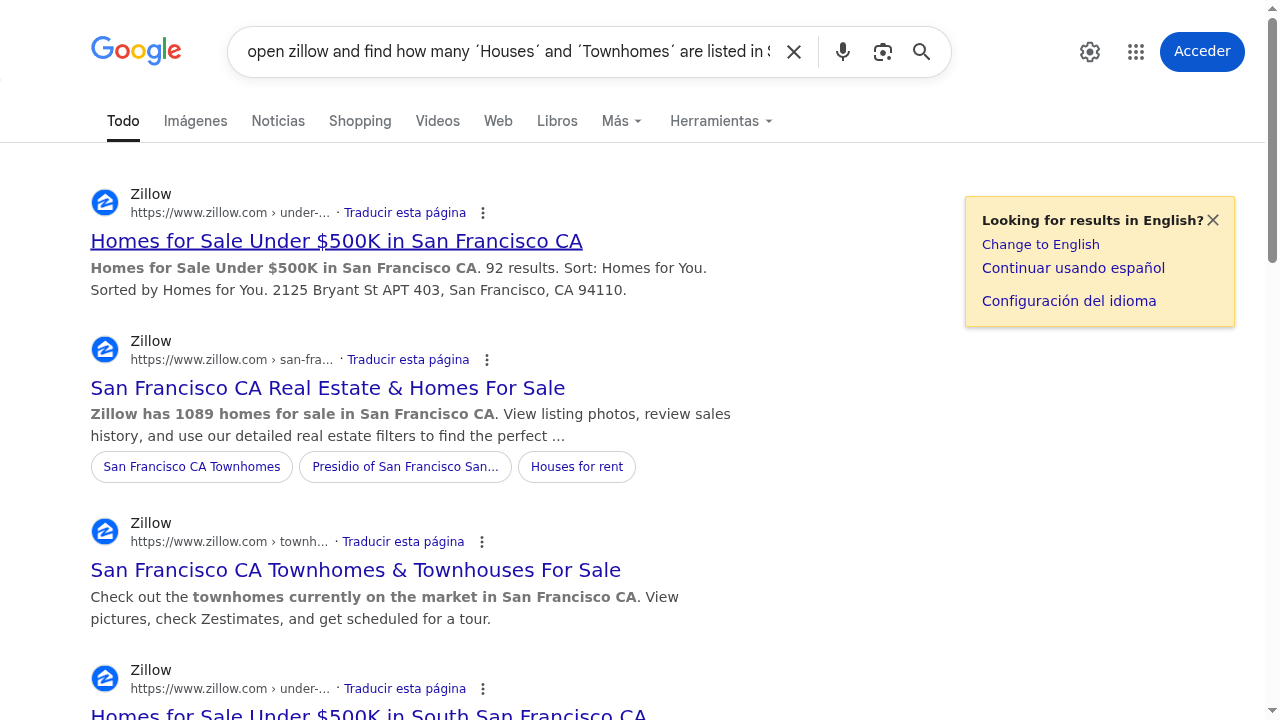 Google
open zillow and find how many ´Houses´ and ´Townhomes´ are listed in
Acceder
Todo
Imágenes
Noticias
Shopping
Videos
Web
Libros
Más
Herramientas
Zillow
https://www.zillow.com › under-... · Traducir esta página
Homes for Sale Under $500K in San Francisco CA
Homes for Sale Under $500K in San Francisco CA. 92 results. Sort: Homes for You.
Sorted by Homes for You. 2125 Bryant St APT 403, San Francisco, CA 94110.
Looking for results in English?
Change to English
Continuar usando español
Configuración del idioma
Zillow
https://www.zillow.com › san-fra... · Traducir esta página
San Francisco CA Real Estate & Homes For Sale
Zillow has 1089 homes for sale in San Francisco CA. View listing photos, review sales
history, and use our detailed real estate filters to find the perfect ...
San Francisco CA Townhomes
Presidio of San Francisco San...
Houses for rent
Zillow
https://www.zillow.com › townh... · Traducir esta página
San Francisco CA Townhomes & Townhouses For Sale
Check out the townhomes currently on the market in San Francisco CA. View
pictures, check Zestimates, and get scheduled for a tour.
Zillow
https://www.zillow.com › under-... · Traducir esta página
Homes for Sale Under $500K in South San Francisco CA